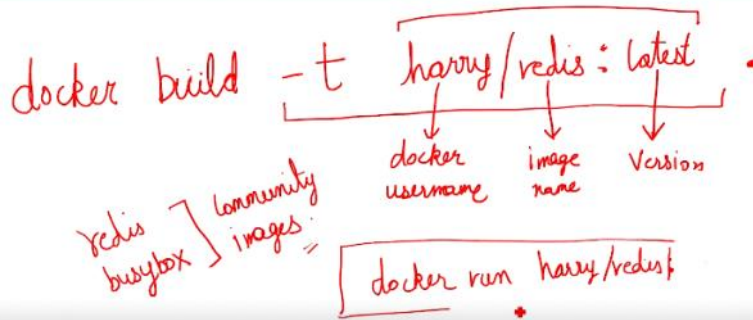 docker build -t harry/redis : latest .
docker username
image name
Version
redis
busybox
community images.
docker run harry/redis